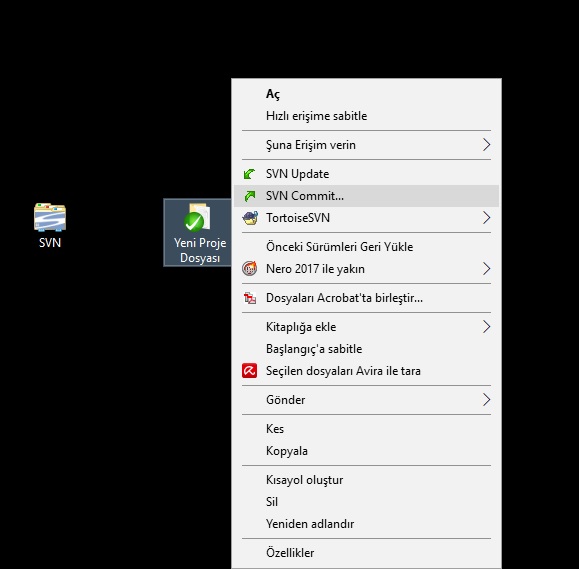 SVN
Yeni Proje
Dosyası
Aç
Hızlı erişime sabitle
Şuna Erişim verin
SVN Update
SVN Commit...
TortoiseSVN
Önceki Sürümleri Geri Yükle
Nero 2017 ile yakın
Dosyaları Acrobat'ta birleştir...
Kitaplığa ekle
Başlangıç'a sabitle
Seçilen dosyaları Avira ile tara
Gönder
Kes
Kopyala
Kısayol oluştur
Sil
Yeniden adlandır
Özellikler